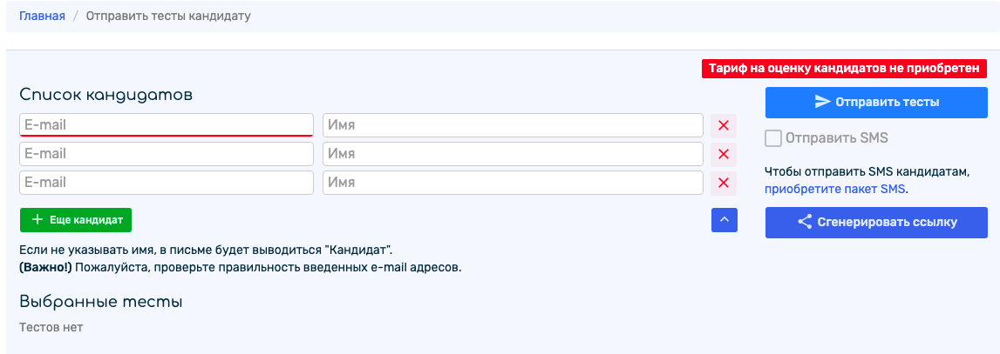 Главная / Отправить тесты кандидату
Тариф на оценку кандидатов не приобретен
Список кандидатов
E-mail Имя
E-mail Имя
E-mail Имя
Еще кандидат
Если не указывать имя, в письме будет выводиться "Кандидат".
(Важно!) Пожалуйста, проверьте правильность введенных e-mail адресов.
Выбранные тесты
Тестов нет
Отправить тесты
Отправить SMS
Чтобы отправить SMS кандидатам,
приобретите пакет SMS.
Сгенерировать ссылку